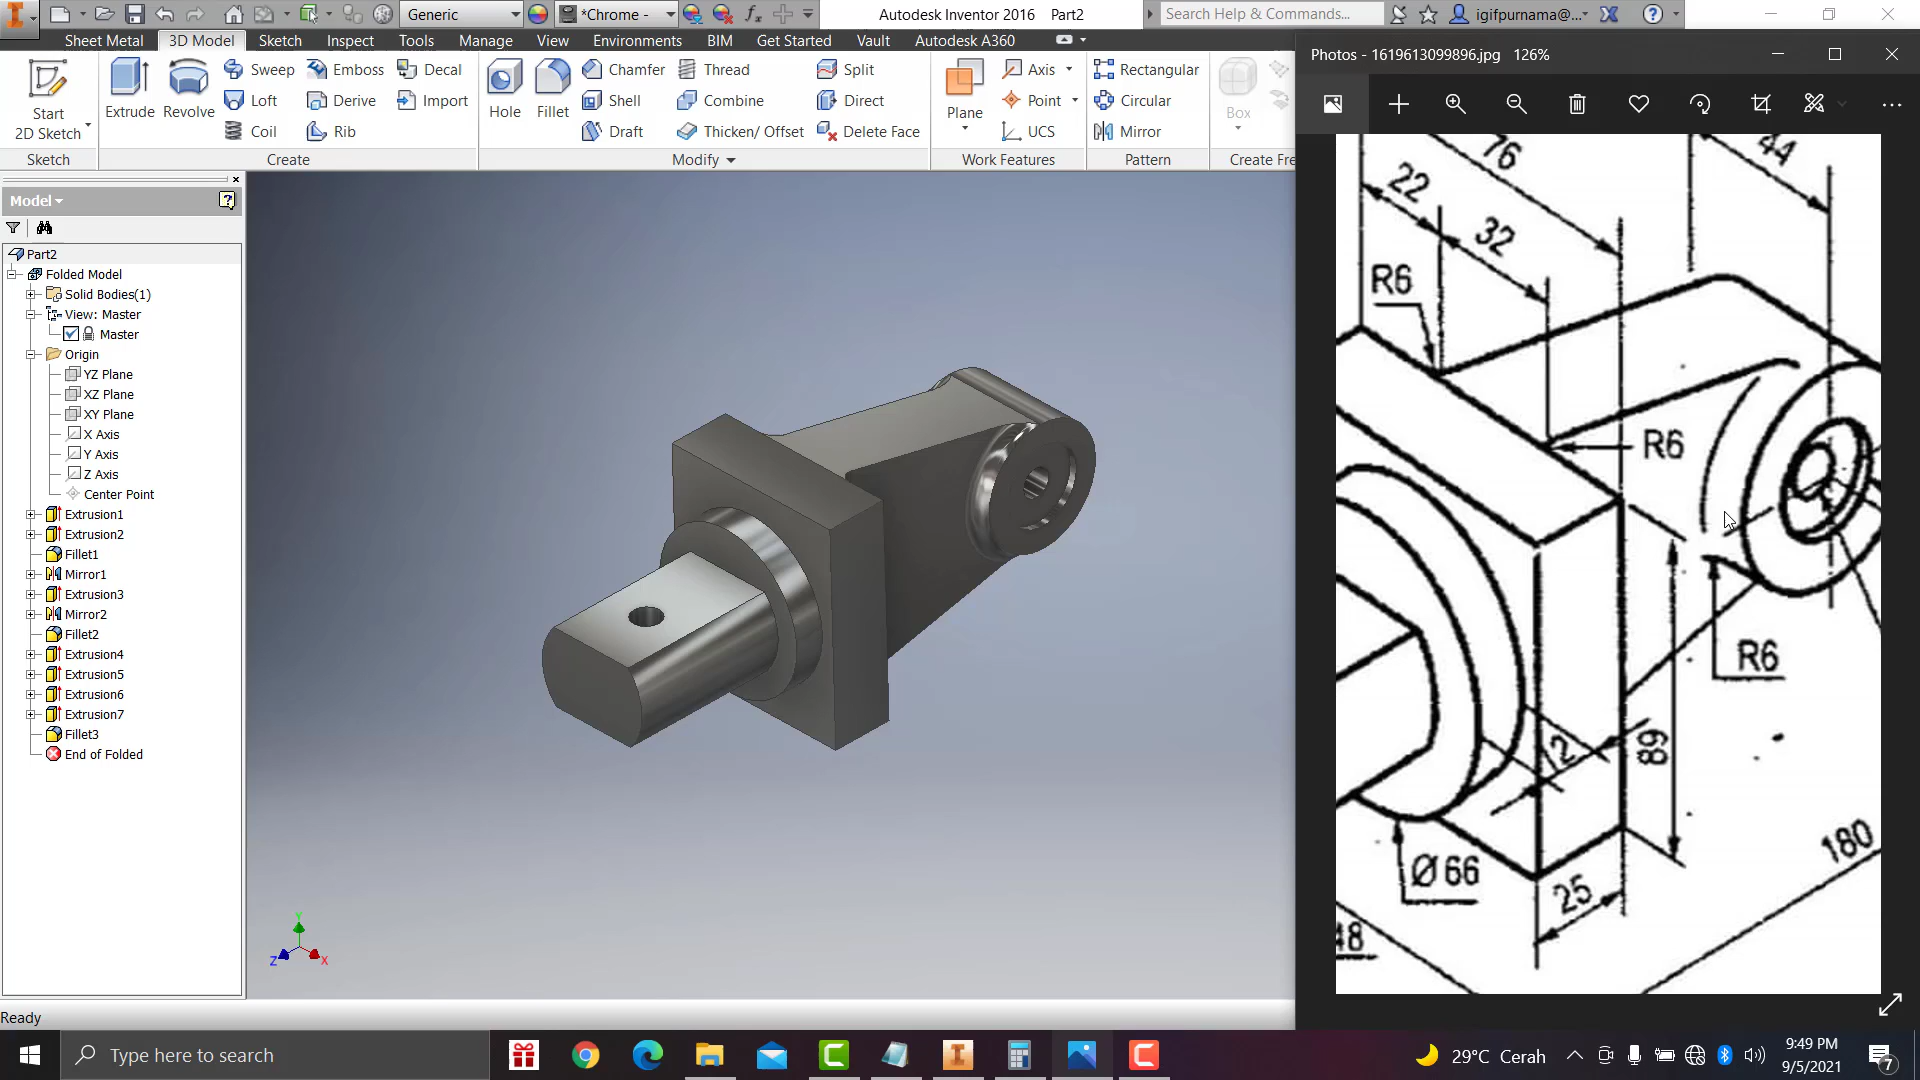 Generic
*Chrome -
Autodesk Inventor 2016 Part2
Search Help & Commands...
igifpurnama@...
Sheet Metal 3D Model Sketch Inspect Tools Manage View Environments BIM Get Started Vault Autodesk A360
Start
2D Sketch
Sketch
Extrude
Revolve
Sweep
Loft
Coil
Emboss
Derive
Rib
Decal
Import
Create
Hole
Fillet
Chamfer
Shell
Draft
Thread
Combine
Thicken/ Offset
Split
Direct
Delete Face
Modify
Plane
Axis
Point
UCS
Work Features
Rectangular
Circular
Mirror
Pattern
Box
Create Fre
Photos - 1619613099896.jpg 126%
Model
Part2
Folded Model
Solid Bodies(1)
View: Master
Master
Origin
YZ Plane
XZ Plane
XY Plane
X Axis
Y Axis
Z Axis
Center Point
Extrusion1
Extrusion2
Fillet1
Mirror1
Extrusion3
Mirror2
Fillet2
Extrusion4
Extrusion5
Extrusion6
Extrusion7
Fillet3
End of Folded
Y
Z
X
76
44
22
32
R6
R6
R6
12
89
Ø66
25
180
48
Ready
Type here to search
29°C Cerah
9:49 PM
9/5/2021
7